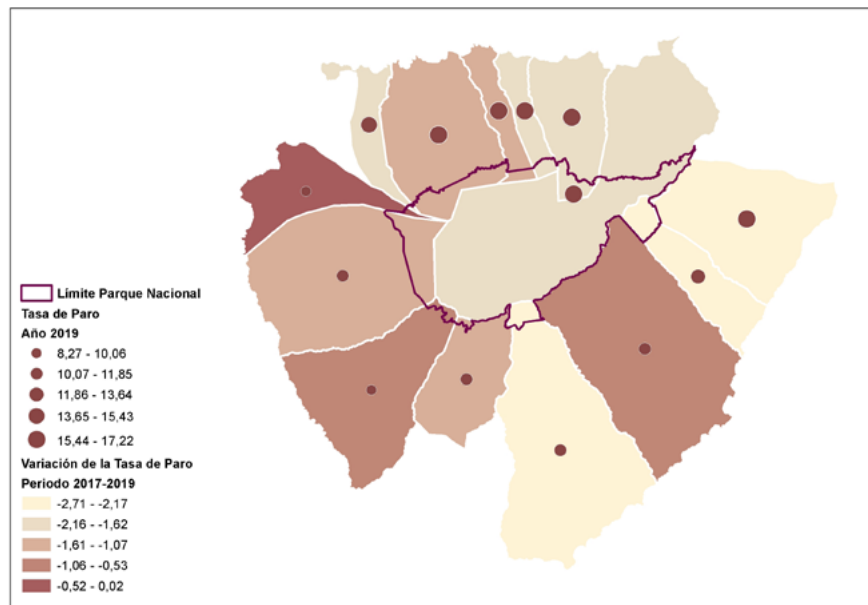 Límite Parque Nacional
Tasa de Paro
Año 2019
8,27 - 10,06
10,07 - 11,85
11,86 - 13,64
13,65 - 15,43
15,44 - 17,22
Variación de la Tasa de Paro
Periodo 2017-2019
-2,71 - -2,17
-2,16 - -1,62
-1,61 - -1,07
-1,06 - -0,53
-0,52 - 0,02